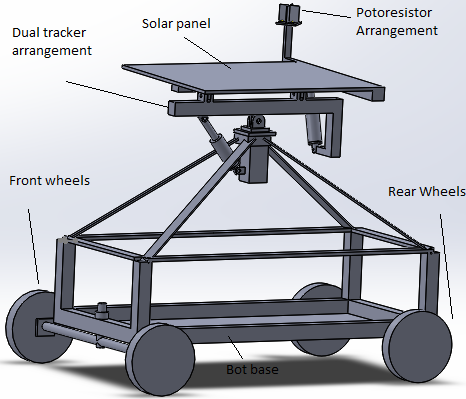 Potoresistor
Arrangement
Solar panel
Dual tracker
arrangement
Front wheels
Rear Wheels
Bot base